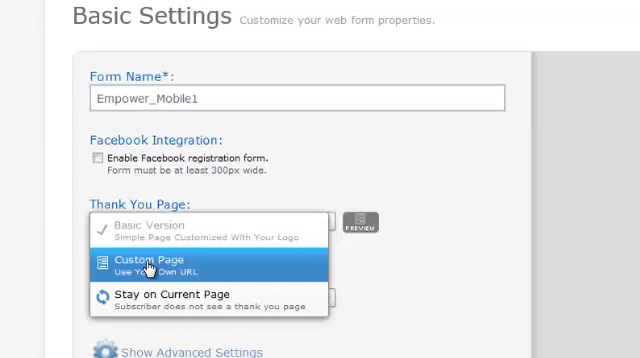 Basic Settings Customize your web form properties.
Form Name*:
Empower_Mobile1
Facebook Integration:
Enable Facebook registration form.
Form must be at least 300px wide.
Thank You Page:
Basic Version
Simple Page Customized With Your Logo
PREVIEW
Custom Page
Use Own URL
Stay on Current Page
Subscriber does not see a thank you page
Show Advanced Settings